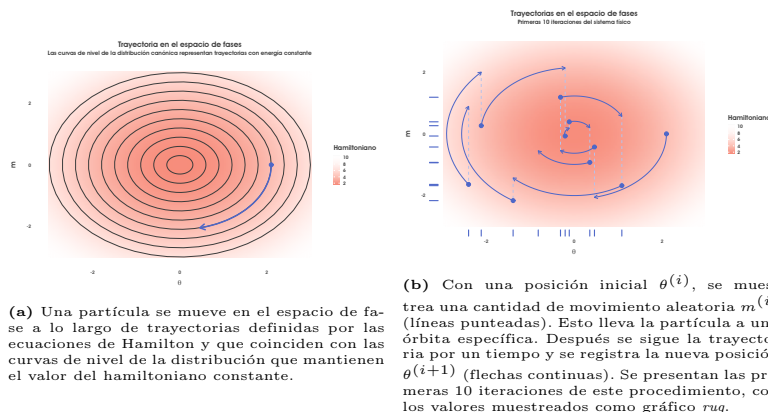 Trayectoria en el espacio de fases
Las curvas de nivel de la distribución canónica representan trayectorias con energía constante
2
0
-2
m
-2
0
2
θ
Hamiltoniano
10
8
6
4
2
(a) Una partícula se mueve en el espacio de fa-
se a lo largo de trayectorias definidas por las
ecuaciones de Hamilton y que coinciden con las
curvas de nivel de la distribución que mantienen
el valor del hamiltoniano constante.
Trayectorias en el espacio de fases
Primeras 10 iteraciones del sistema físico
2
0
-2
m
-2
0
2
θ
Hamiltoniano
10
8
6
4
2
(b) Con una posición inicial θ(i), se mues
trea una cantidad de movimiento aleatoria m(i
(líneas punteadas). Esto lleva la partícula a un
órbita específica. Después se sigue la trayecto
ria por un tiempo y se registra la nueva posició
θ(i+1) (flechas continuas). Se presentan las pri
meras 10 iteraciones de este procedimiento, co
los valores muestreados como gráfico rug.